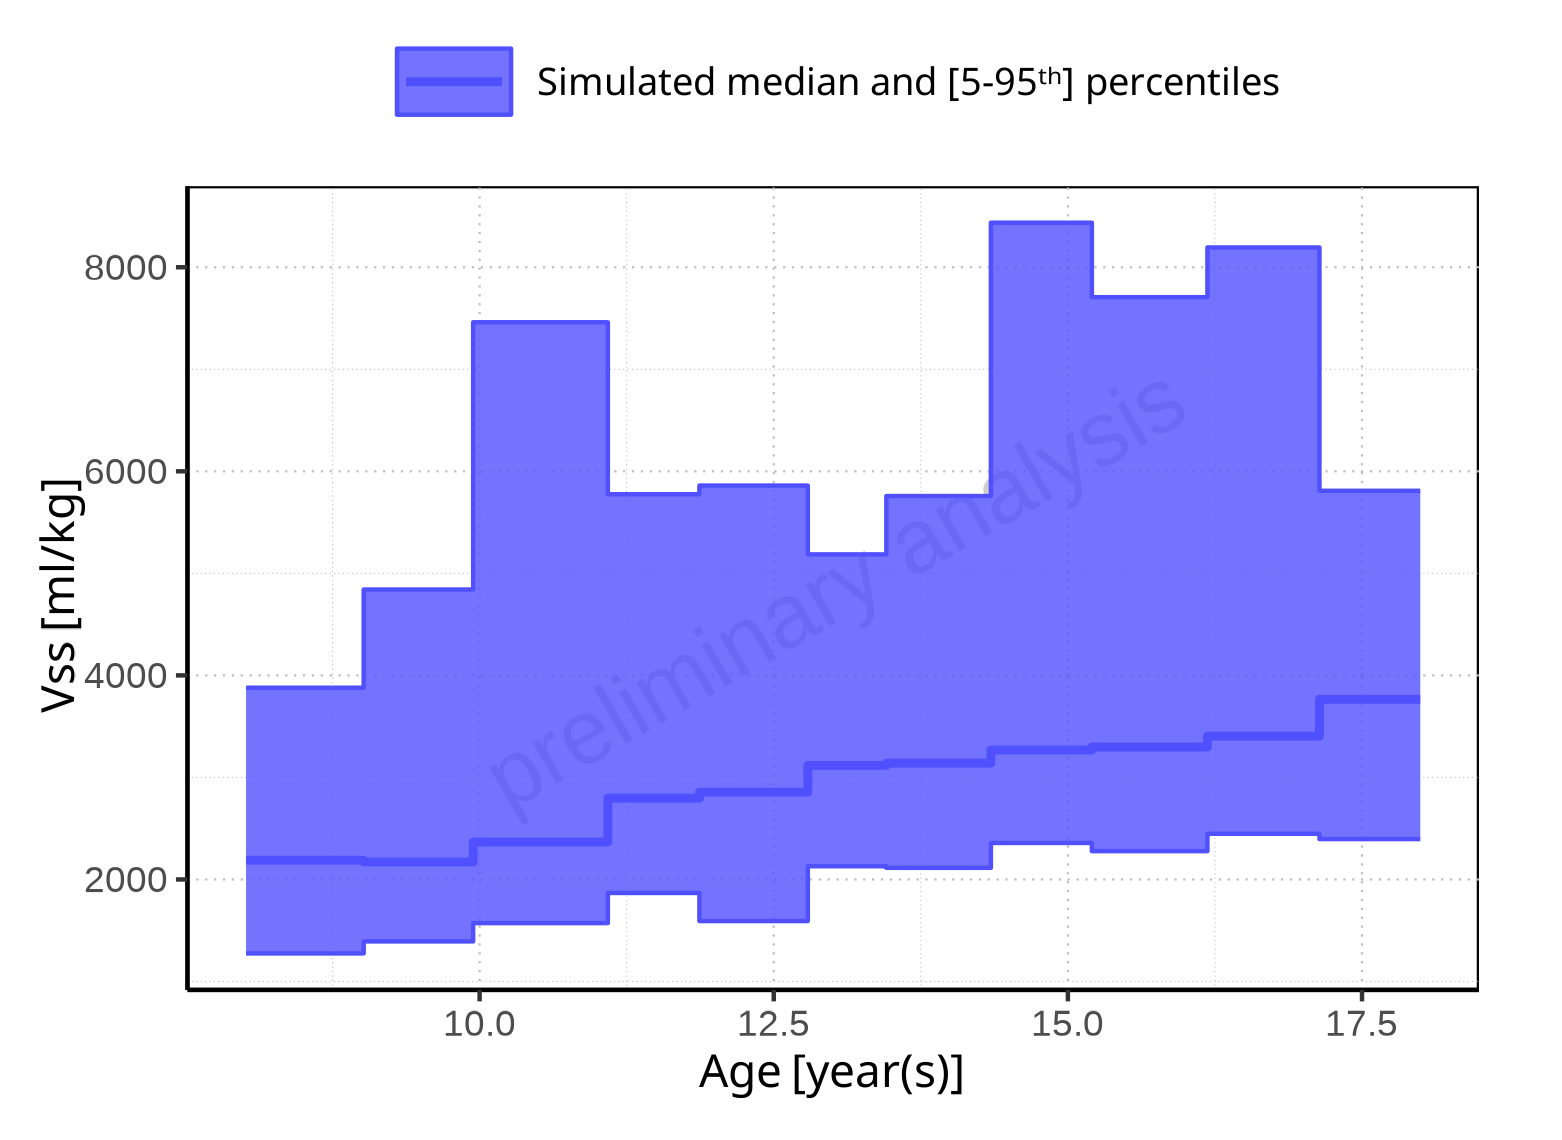 Simulated median and [5-95ᵗʰ] percentiles
8000
6000
4000
2000
Vss [ml/kg]
preliminary analysis
10.0 12.5 15.0 17.5
Age [year(s)]